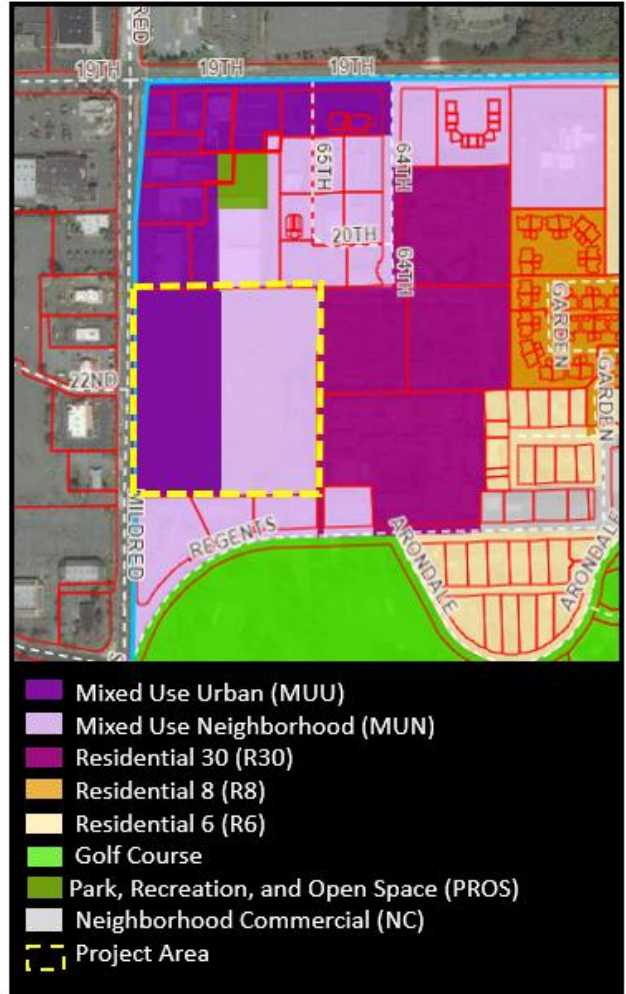 RED
19TH
19TH
19TH
65TH
64TH
20TH
64TH
GARDEN
GARDEN
22ND
MILDRED
REGENTS
ARONDALE
ARONDALE
S
Mixed Use Urban (MUU)
Mixed Use Neighborhood (MUN)
Residential 30 (R30)
Residential 8 (R8)
Residential 6 (R6)
Golf Course
Park, Recreation, and Open Space (PROS)
Neighborhood Commercial (NC)
Project Area